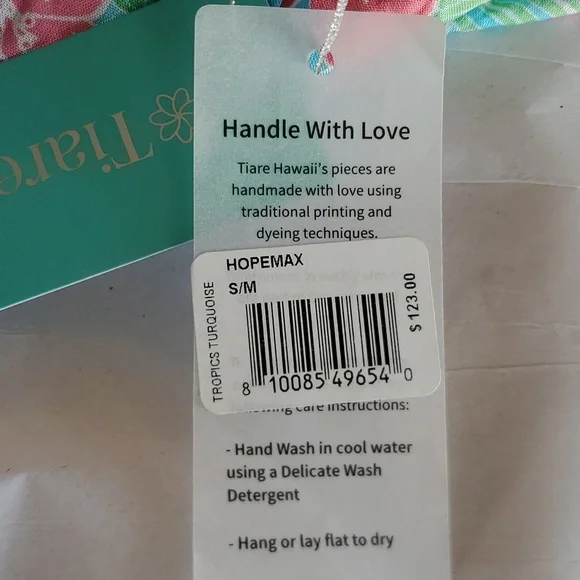 Tiare
Handle With Love
Tiare Hawaii's pieces are
handmade with love using
traditional printing and
dyeing techniques.
HOPEMAX
S/M
TROPICS TURQUOISE
$ 123.00
8 10085 49654 0
care instructions:
- Hand Wash in cool water
using a Delicate Wash
Detergent
- Hang or lay flat to dry